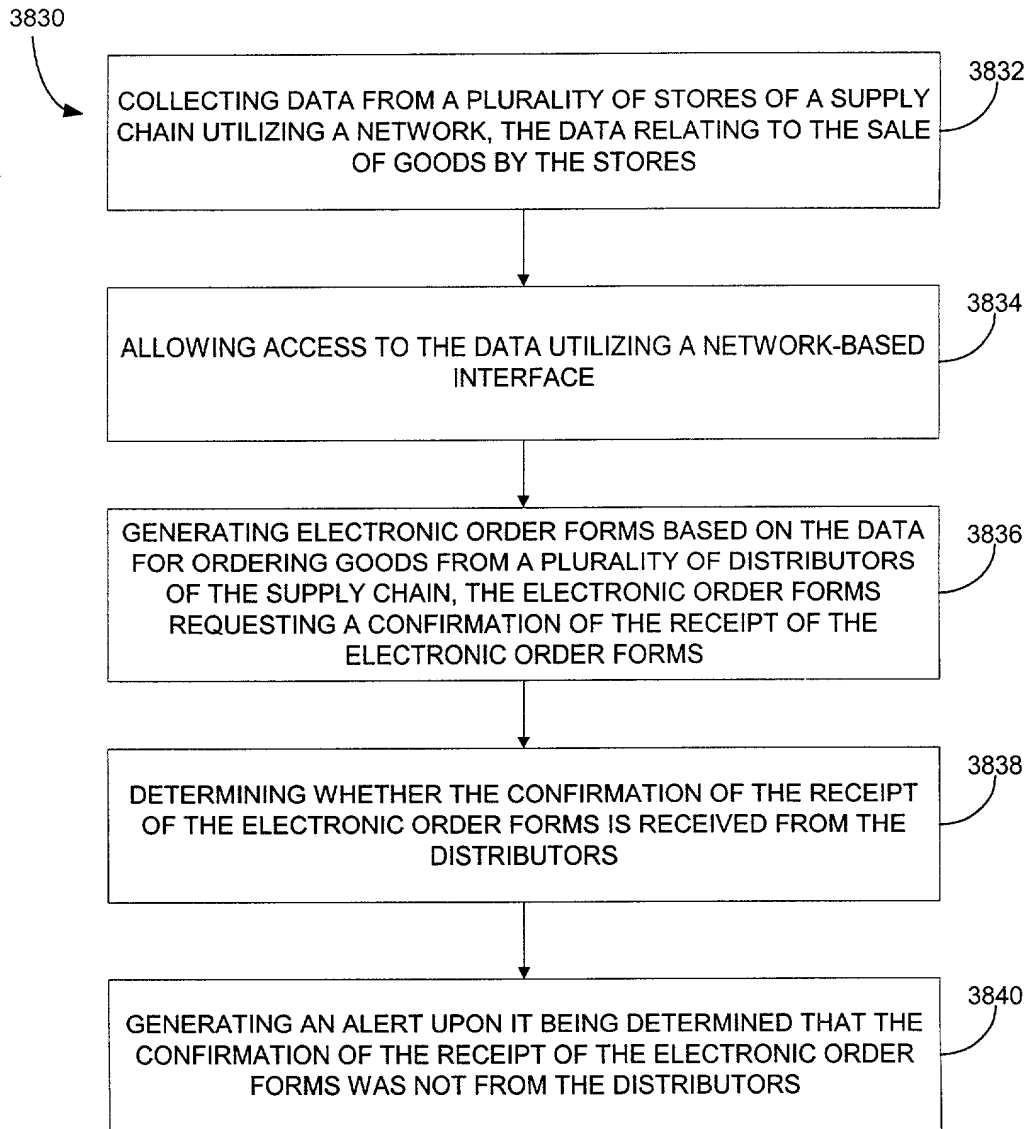 3830
3832
COLLECTING DATA FROM A PLURALITY OF STORES OF A SUPPLY
CHAIN UTILIZING A NETWORK, THE DATA RELATING TO THE SALE
OF GOODS BY THE STORES
3834
ALLOWING ACCESS TO THE DATA UTILIZING A NETWORK-BASED
INTERFACE
3836
GENERATING ELECTRONIC ORDER FORMS BASED ON THE DATA
FOR ORDERING GOODS FROM A PLURALITY OF DISTRIBUTORS
OF THE SUPPLY CHAIN, THE ELECTRONIC ORDER FORMS
REQUESTING A CONFIRMATION OF THE RECEIPT OF THE
ELECTRONIC ORDER FORMS
3838
DETERMINING WHETHER THE CONFIRMATION OF THE RECEIPT
OF THE ELECTRONIC ORDER FORMS IS RECEIVED FROM THE
DISTRIBUTORS
3840
GENERATING AN ALERT UPON IT BEING DETERMINED THAT THE
CONFIRMATION OF THE RECEIPT OF THE ELECTRONIC ORDER
FORMS WAS NOT FROM THE DISTRIBUTORS